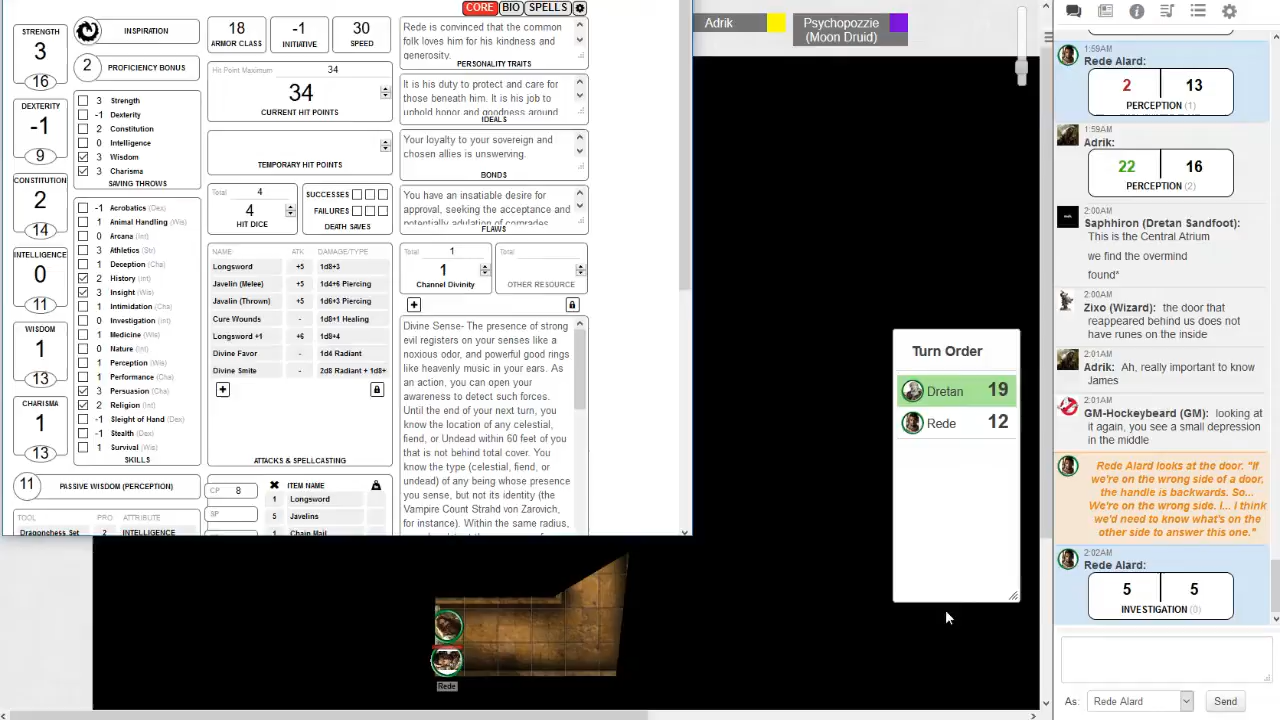 CORE BIO SPELLS
STRENGTH
3
16
DEXTERITY
-1
9
CONSTITUTION
2
14
INTELLIGENCE
0
11
WISDOM
1
13
CHARISMA
1
13
INSPIRATION
2 PROFICIENCY BONUS
3 Strength
-1 Dexterity
2 Constitution
0 Intelligence
3 Wisdom
3 Charisma
SAVING THROWS
-1 Acrobatics (Dex)
1 Animal Handling (Wis)
0 Arcana (Int)
3 Athletics (Str)
1 Deception (Cha)
2 History (Int)
3 Insight (Wis)
1 Intimidation (Cha)
0 Investigation (Int)
1 Medicine (Wis)
0 Nature (Int)
1 Perception (Wis)
1 Performance (Cha)
3 Persuasion (Cha)
2 Religion (Int)
-1 Sleight of Hand (Dex)
-1 Stealth (Dex)
1 Survival (Wis)
SKILLS
11 PASSIVE WISDOM (PERCEPTION)
TOOL PRO ATTRIBUTE
Dragonchess Set 2 INTELLIGENCE
18
ARMOR CLASS
-1
INITIATIVE
30
SPEED
Hit Point Maximum 34
34
CURRENT HIT POINTS
TEMPORARY HIT POINTS
Total 4
4
HIT DICE
SUCCESSES
FAILURES
DEATH SAVES
NAME ATK DAMAGE/TYPE
Longsword +5 1d8+3
Javelin (Melee) +5 1d4+6 Piercing
Javelin (Thrown) +5 1d6+3 Piercing
Cure Wounds - 1d8+1 Healing
Longsword +1 +6 1d8+4
Divine Favor - 1d4 Radiant
Divine Smite - 2d8 Radiant + 1d8+
ATTACKS & SPELLCASTING
CP 8
SP
ITEM NAME
1 Longsword
5 Javelins
1 Chain Mail
Rede is convinced that the common
folk loves him for his kindness and
generosity.
PERSONALITY TRAITS
It is his duty to protect and care for
those beneath him. It is his job to
uphold honor and goodness around
IDEALS
Your loyalty to your sovereign and
chosen allies is unswerving.
BONDS
You have an insatiable desire for
approval, seeking the acceptance and
potentially adulation of comrades
FLAWS
Total 1
1
Channel Divinity
Total
OTHER RESOURCE
Divine Sense- The presence of strong
evil registers on your senses like a
noxious odor, and powerful good rings
like heavenly music in your ears. As
an action, you can open your
awareness to detect such forces.
Until the end of your next turn, you
know the location of any celestial,
fiend, or Undead within 60 feet of you
that is not behind total cover. You
know the type (celestial, fiend, or
undead) of any being whose presence
you sense, but not its identity (the
Vampire Count Strahd von Zarovich,
for instance). Within the same radius,
Adrik
Psychopozzie
(Moon Druid)
Turn Order
Dretan 19
Rede 12
Rede
1:59AM
Rede Alard:
2 13
PERCEPTION (1)
1:59AM
Adrik:
22 16
PERCEPTION (2)
2:00AM
Saphhiron (Dretan Sandfoot):
This is the Central Atrium
we find the overmind
found*
2:00AM
Zixo (Wizard): the door that
reappeared behind us does not
have runes on the inside
2:01AM
Adrik: Ah, really important to know
James
2:01AM
GM-Hockeybeard (GM): looking at
it again, you see a small depression
in the middle
Rede Alard looks at the door. "If
we're on the wrong side of a door,
the handle is backwards. So...
We're on the wrong side. I... I think
we'd need to know what's on the
other side to answer this one."
2:02AM
Rede Alard:
5 5
INVESTIGATION (0)
As: Rede Alard Send